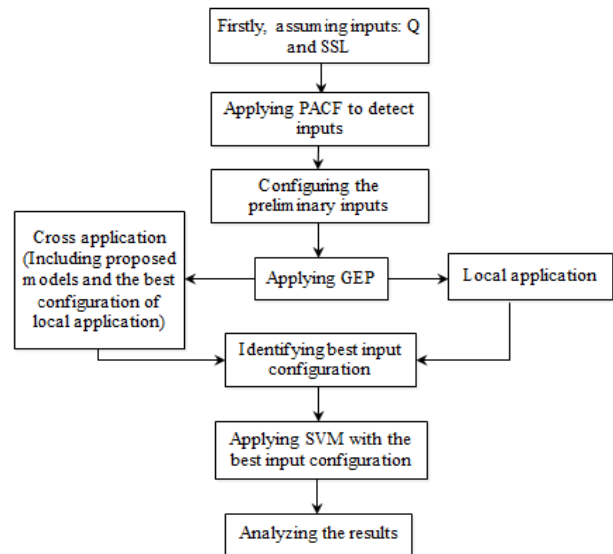 Firstly, assuming inputs: Q
and SSL
Applying PACF to detect
inputs
Configuring the
preliminary inputs
Cross application
(Including proposed
models and the best
configuration of
local application)
Applying GEP
Local application
Identifying best input
configuration
Applying SVM with the
best input configuration
Analyzing the results